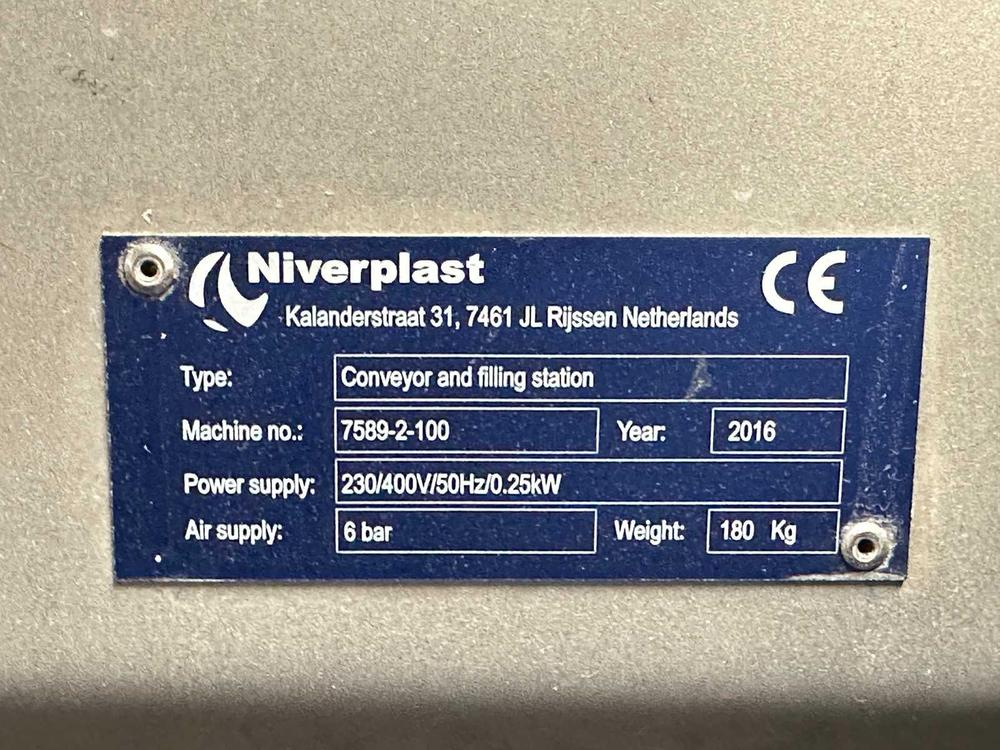 Niverplast
CE
Kalanderstraat 31, 7461 JL Rijssen Netherlands
Type: Conveyor and filling station
Machine no.: 7589-2-100 Year: 2016
Power supply: 230/400V/50Hz/0.25kW
Air supply: 6 bar Weight: 180 Kg